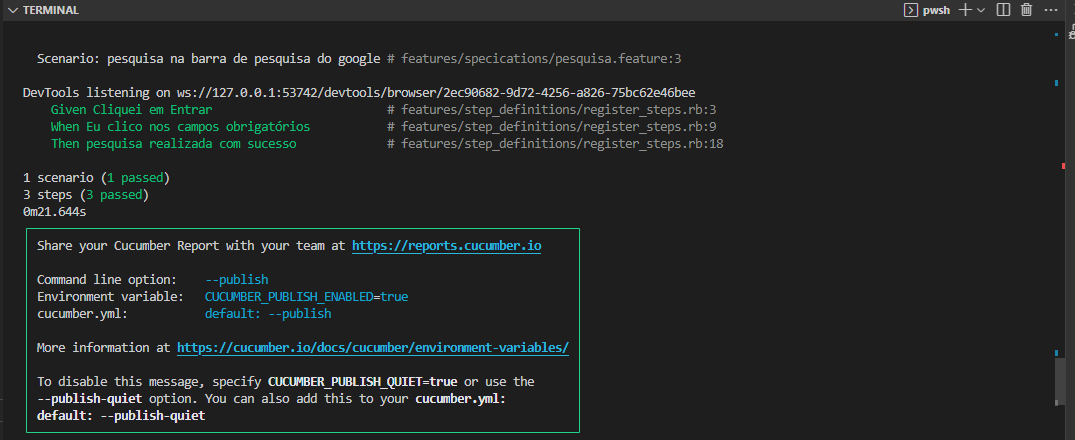 TERMINAL
pwsh
Scenario: pesquisa na barra de pesquisa do google # features/specications/pesquisa.feature:3
DevTools listening on ws://127.0.0.1:53742/devtools/browser/2ec90682-9d72-4256-a826-75bc62e46bee
Given Cliquei em Entrar # features/step_definitions/register_steps.rb:3
When Eu clico nos campos obrigatórios # features/step_definitions/register_steps.rb:9
Then pesquisa realizada com sucesso # features/step_definitions/register_steps.rb:18
1 scenario (1 passed)
3 steps (3 passed)
0m21.644s
Share your Cucumber Report with your team at https://reports.cucumber.io
Command line option: --publish
Environment variable: CUCUMBER_PUBLISH_ENABLED=true
cucumber.yml: default: --publish
More information at https://cucumber.io/docs/cucumber/environment-variables/
To disable this message, specify CUCUMBER_PUBLISH_QUIET=true or use the
--publish-quiet option. You can also add this to your cucumber.yml:
default: --publish-quiet